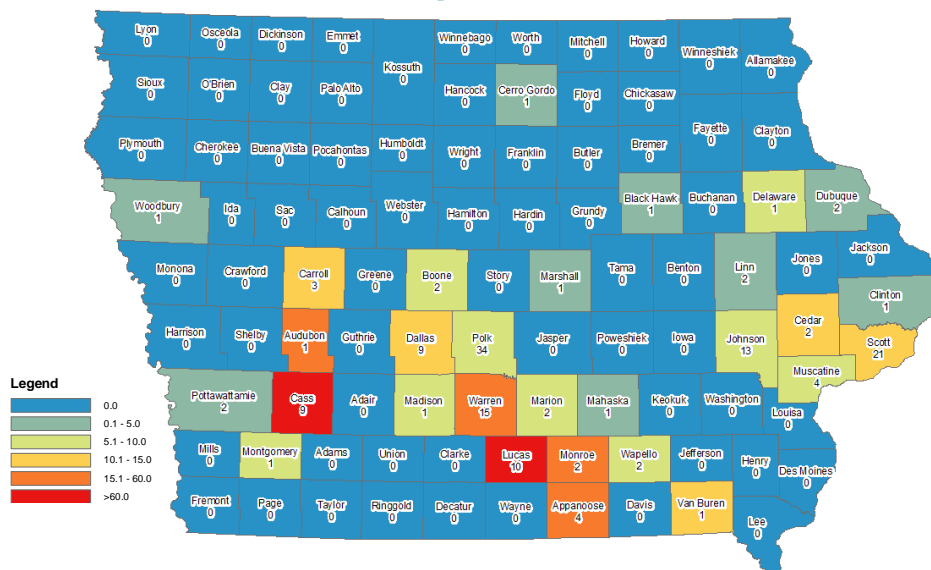 Lyon
0
Osceola
0
Dickinson
0
Emmet
0
Kossuth
0
Winnebago
0
Worth
0
Mitchell
0
Howard
0
Winneshiek
0
Allamakee
0
Sioux
0
O'Brien
0
Clay
0
Palo Alto
0
Hancock
0
Cerro Gordo
1
Floyd
0
Chickasaw
0
Plymouth
0
Cherokee
0
Buena Vista
0
Pocahontas
0
Humboldt
0
Wright
0
Franklin
0
Butler
0
Bremer
0
Fayette
0
Clayton
0
Woodbury
1
Ida
0
Sac
0
Calhoun
0
Webster
0
Hamilton
0
Hardin
0
Grundy
0
Black Hawk
1
Buchanan
0
Delaware
1
Dubuque
2
Monona
0
Crawford
0
Carroll
3
Greene
0
Boone
2
Story
0
Marshall
1
Tama
0
Benton
0
Linn
2
Jones
0
Jackson
0
Clinton
1
Harrison
0
Shelby
0
Audubon
1
Guthrie
0
Dallas
9
Polk
34
Jasper
0
Poweshiek
0
Iowa
0
Johnson
13
Cedar
2
Scott
21
Muscatine
4
Pottawattamie
2
Cass
9
Adair
0
Madison
1
Warren
15
Marion
2
Mahaska
1
Keokuk
0
Washington
0
Louisa
0
Mills
0
Montgomery
1
Adams
0
Union
0
Clarke
0
Lucas
10
Monroe
2
Wapello
2
Jefferson
0
Henry
0
Des Moines
0
Fremont
0
Page
0
Taylor
0
Ringgold
0
Decatur
0
Wayne
0
Appanoose
4
Davis
0
Van Buren
1
Lee
0
Legend
0.0
0.1 - 5.0
5.1 - 10.0
10.1 - 15.0
15.1 - 60.0
>60.0